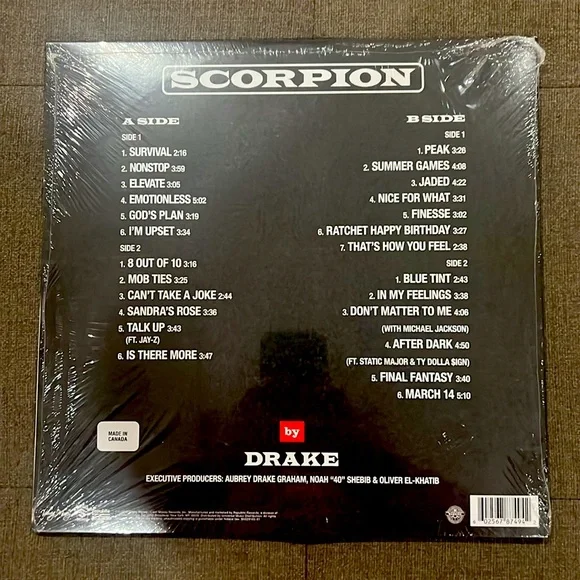 SCORPION
A SIDE
SIDE 1
1. SURVIVAL 2:16
2. NONSTOP 3:59
3. ELEVATE 3:05
4. EMOTIONLESS 5:02
5. GOD'S PLAN 3:19
6. I'M UPSET 3:34
SIDE 2
1. 8 OUT OF 10 3:16
2. MOB TIES 3:25
3. CAN'T TAKE A JOKE 2:44
4. SANDRA'S ROSE 3:36
5. TALK UP 3:43
(FT. JAY-Z)
6. IS THERE MORE 3:47
B SIDE
SIDE 1
1. PEAK 3:26
2. SUMMER GAMES 4:08
3. JADED 4:22
4. NICE FOR WHAT 3:31
5. FINESSE 3:02
6. RATCHET HAPPY BIRTHDAY 3:27
7. THAT'S HOW YOU FEEL 2:38
SIDE 2
1. BLUE TINT 2:43
2. IN MY FEELINGS 3:38
3. DON'T MATTER TO ME 4:06
(WITH MICHAEL JACKSON)
4. AFTER DARK 4:50
(FT. STATIC MAJOR & TY DOLLA $IGN)
5. FINAL FANTASY 3:40
6. MARCH 14 5:10
MADE IN
CANADA
by
DRAKE
EXECUTIVE PRODUCERS: AUBREY DRAKE GRAHAM, NOAH "40" SHEBIB & OLIVER EL-KHATIB
6 02567 87494 2